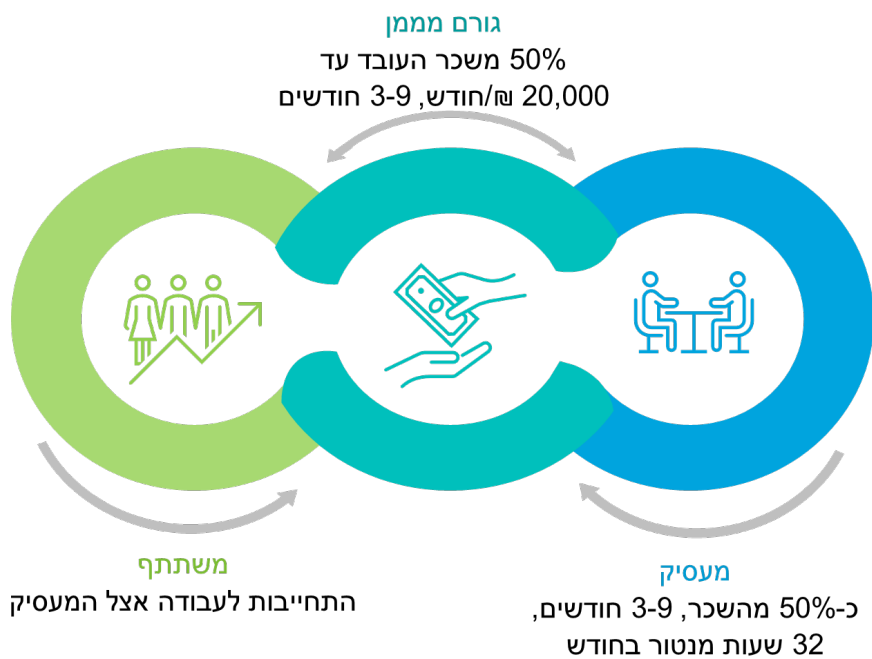 גורם מממן
50% משכר העובד עד
20,000 ₪/חודש, 3-9 חודשים
מעסיק
כ-50% מהשכר, 3-9 חודשים,
32 שעות מנטור בחודש
משתתף
התחייבות לעבודה אצל המעסיק